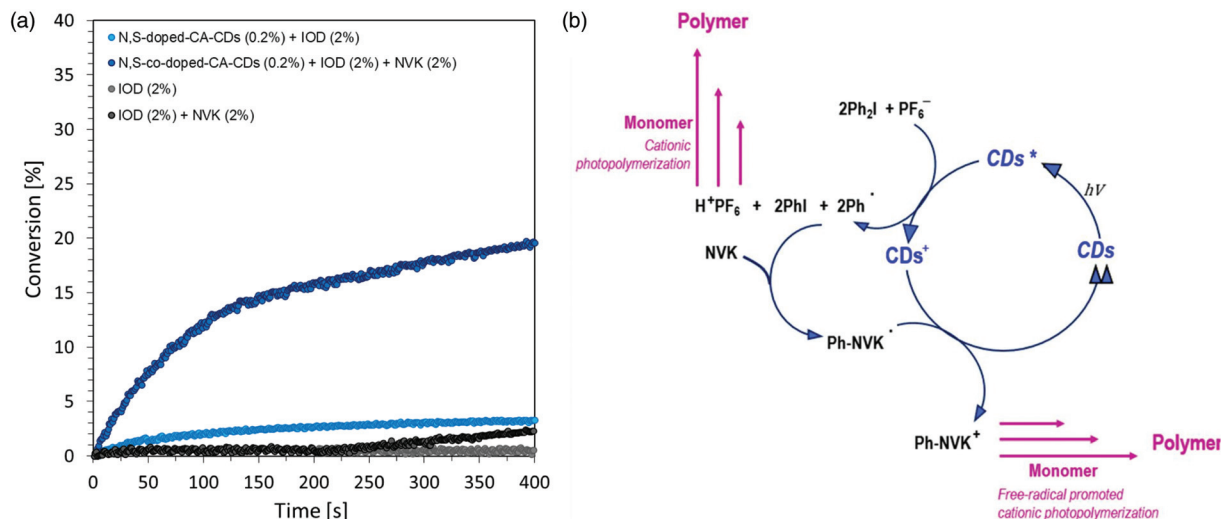 (a)
40
35
30
25
20
15
10
5
0
Conversion [%]
N,S-doped-CA-CDs (0.2%) + IOD (2%)
N,S-co-doped-CA-CDs (0.2%) + IOD (2%) + NVK (2%)
IOD (2%)
IOD (2%) + NVK (2%)
0 50 100 150 200 250 300 350 400
Time [s]
(b)
Polymer
Monomer
Cationic
photopolymerization
2Ph₂I + PF₆⁻
CDs *
hV
H⁺PF₆ + 2PhI + 2Ph˙
NVK
CDs⁺
CDs
Ph-NVK˙
Ph-NVK⁺
Polymer
Monomer
Free-radical promoted
cationic photopolymerization